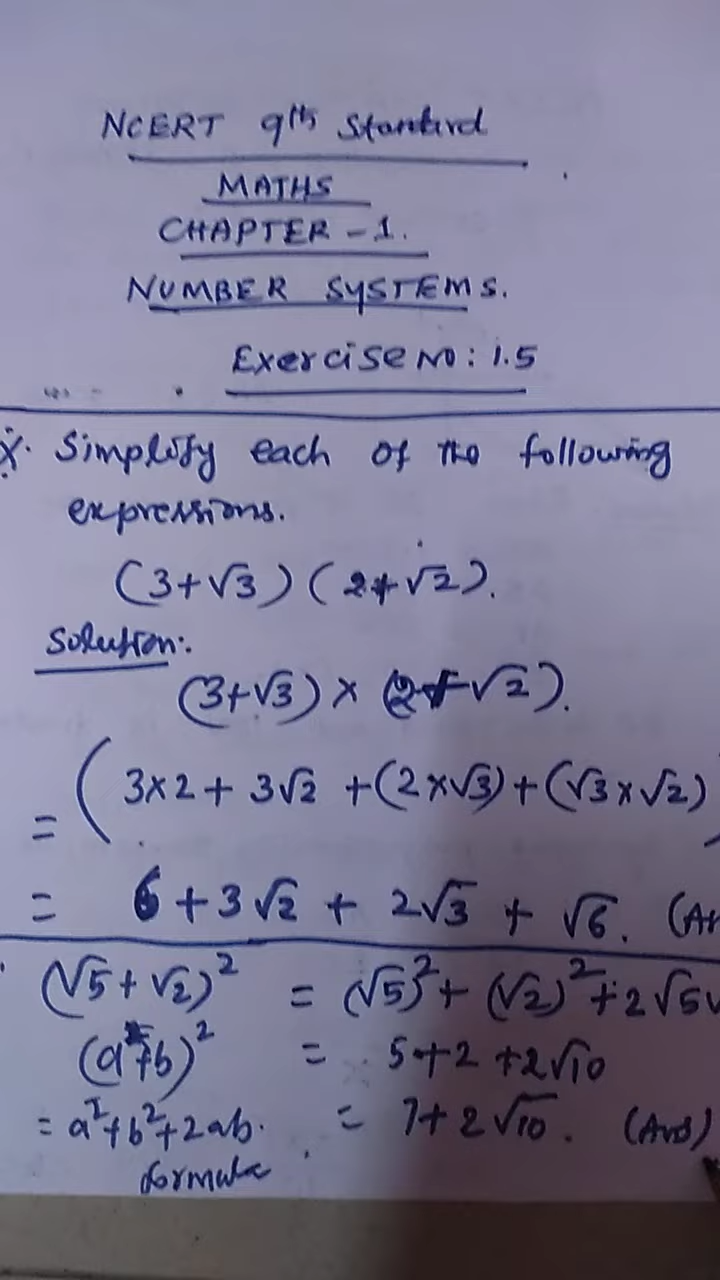 NCERT 9th Standard
MATHS
CHAPTER - 1.
NUMBER SYSTEMS.
Exercise NO: 1.5
Simplify each of the following
expressions.
(3+√3) (2+√2).
Solution:
(3+√3) × (2+√2).
= (3×2 + 3√2 + (2×√3) + (√3×√2)
= 6 + 3√2 + 2√3 + √6.
(√5 + √2)² = (√5)² + (√2)² + 2√5
(a+b)² = 5+2+2√10
= a²+b²+2ab. = 7+2√10. (Ans)
formula